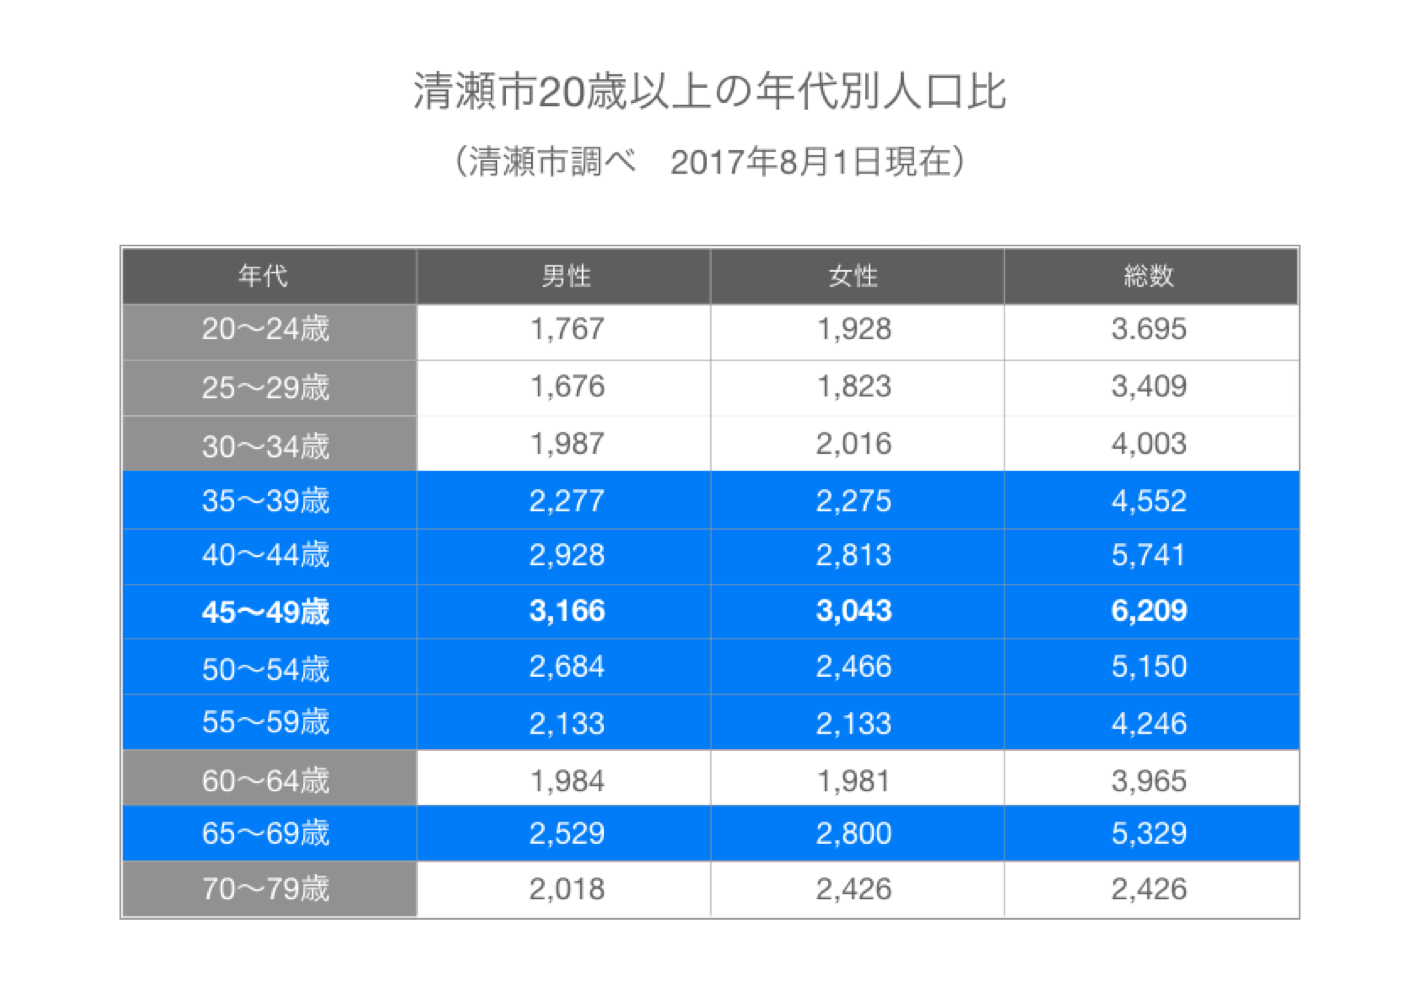 清瀬市20歳以上の年代別人口比
（清瀬市調べ　2017年8月1日現在）
年代 男性 女性 総数
20〜24歳 1,767 1,928 3.695
25〜29歳 1,676 1,823 3,409
30〜34歳 1,987 2,016 4,003
35〜39歳 2,277 2,275 4,552
40〜44歳 2,928 2,813 5,741
45〜49歳 3,166 3,043 6,209
50〜54歳 2,684 2,466 5,150
55〜59歳 2,133 2,133 4,246
60〜64歳 1,984 1,981 3,965
65〜69歳 2,529 2,800 5,329
70〜79歳 2,018 2,426 2,426